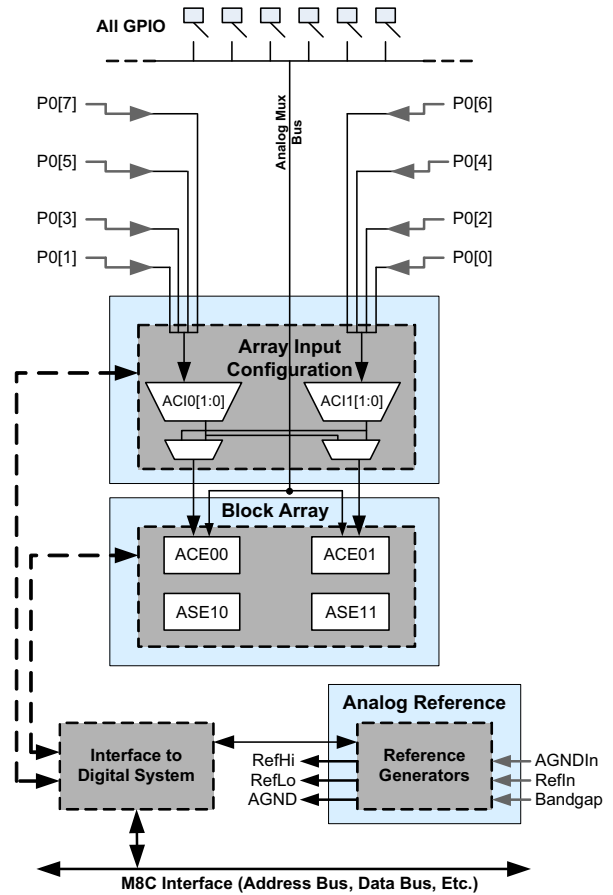 All GPIO
P0[7]
P0[6]
Analog Mux
Bus
P0[5]
P0[4]
P0[3]
P0[2]
P0[1]
P0[0]
Array Input
Configuration
ACI0[1:0]
ACI1[1:0]
Block Array
ACE00
ACE01
ASE10
ASE11
Analog Reference
Interface to
Digital System
RefHi
RefLo
AGND
Reference
Generators
AGNDIn
RefIn
Bandgap
M8C Interface (Address Bus, Data Bus, Etc.)